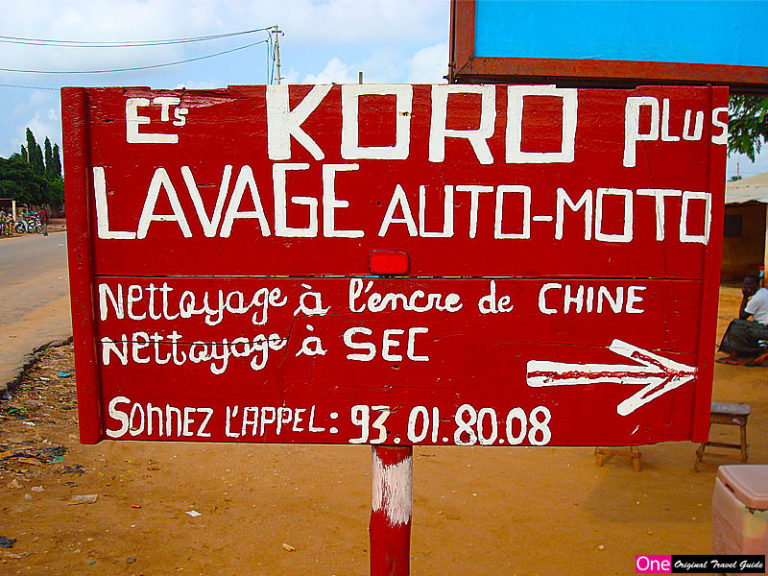 ETS KORO PLUS
LAVAGE AUTO-MOTO
Nettoyage à l'encre de CHINE
Nettoyage à SEC
SONNEZ L'APPEL: 93.01.80.08
One Original Travel Guide